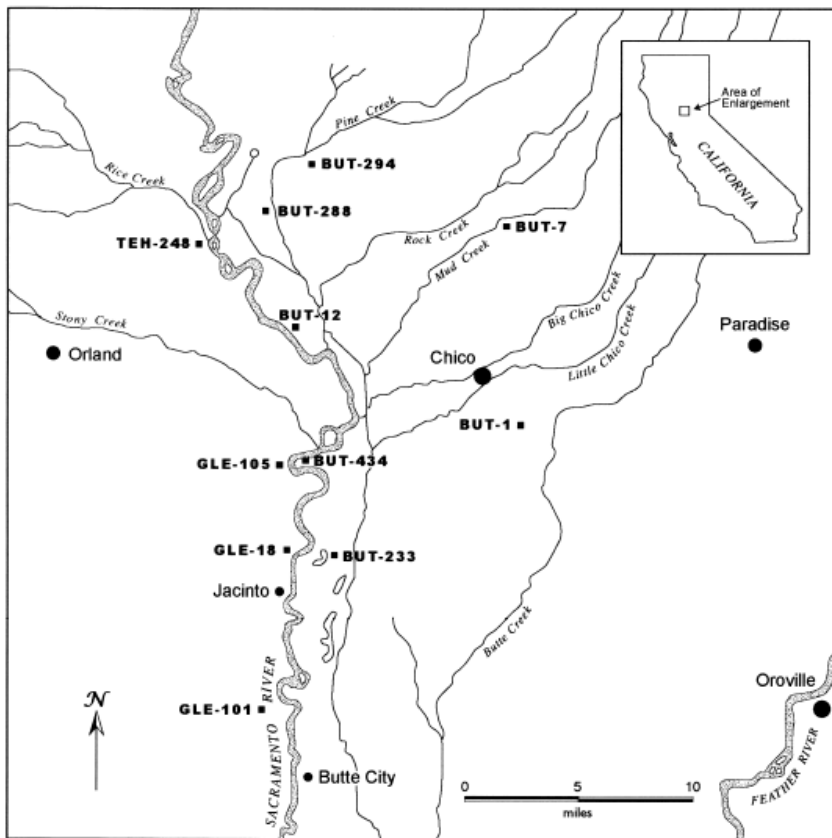 Pine Creek
Area of
Enlargement
CALIFORNIA
BUT-294
Rice Creek
BUT-288
Rock Creek
BUT-7
TEH-248
Mud Creek
Stony Creek
BUT-12
Big Chico Creek
Paradise
Orland
Chico
Little Chico Creek
BUT-1
GLE-105
BUT-434
GLE-18
BUT-233
Jacinto
Butte Creek
Oroville
N
GLE-101
SACRAMENTO RIVER
Butte City
0 5 10
miles
FEATHER RIVER